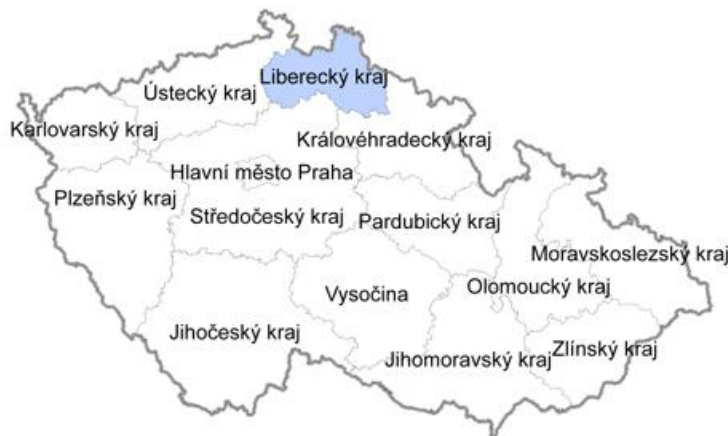 Liberecký kraj
Ústecký kraj
Karlovarský kraj
Královéhradecký kraj
Hlavní město Praha
Plzeňský kraj
Středočeský kraj
Pardubický kraj
Moravskoslezský kraj
Olomoucký kraj
Vysočina
Jihočeský kraj
Jihomoravský kraj
Zlínský kraj